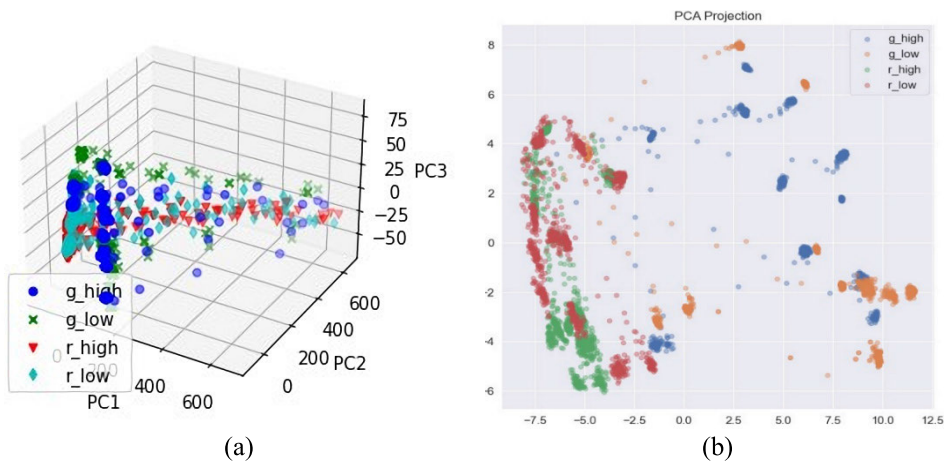 PCA Projection
75
50
25
0
−25
−50
PC3
600
400
200
0
PC2
0
200
400
600
PC1
g_high
g_low
r_high
r_low
8
6
4
2
0
-2
-4
-6
-7.5
-5.0
-2.5
0.0
2.5
5.0
7.5
10.0
12.5
g_high
g_low
r_high
r_low
(a)
(b)